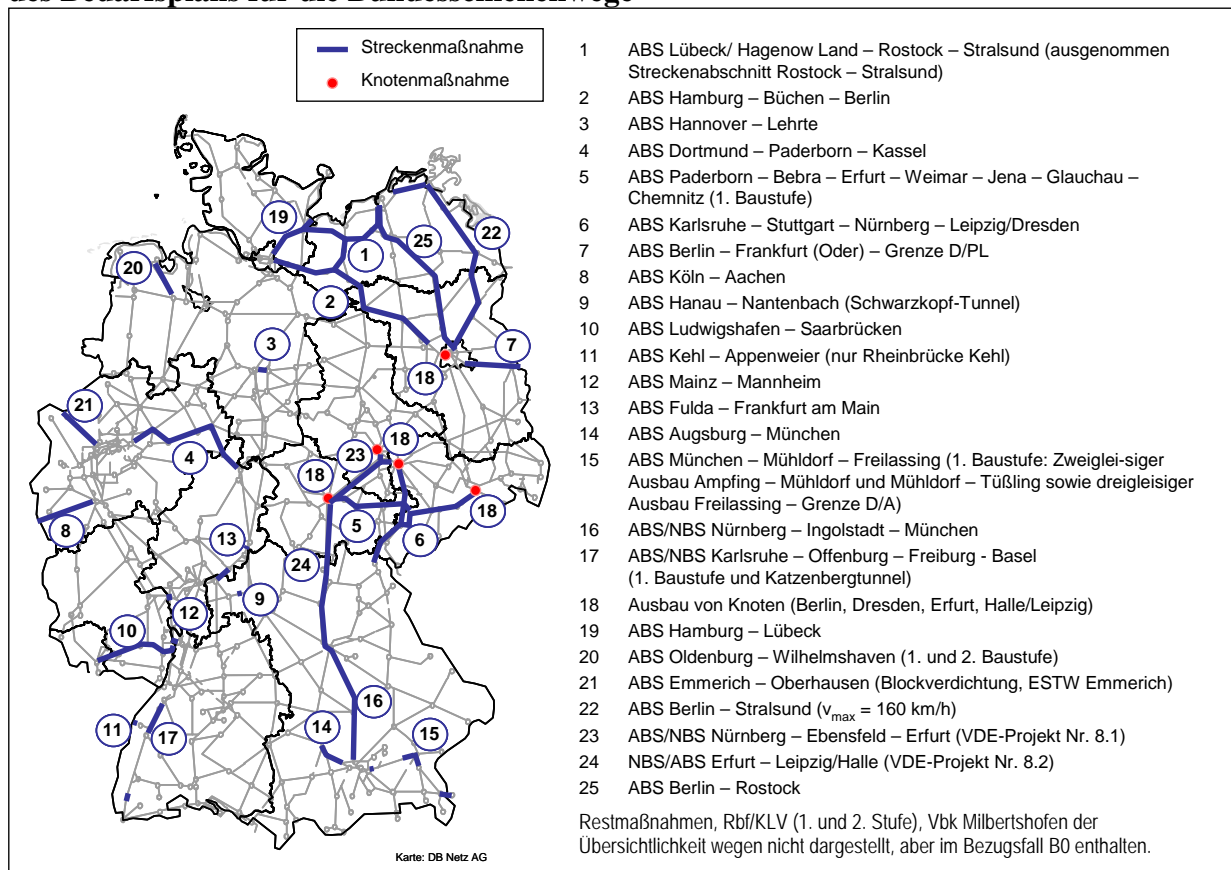 des Bedarfsplans für die Bundesschienenwege
Streckenmaßnahme
Knotenmaßnahme
1 ABS Lübeck/ Hagenow Land – Rostock – Stralsund (ausgenommen
Streckenabschnitt Rostock – Stralsund)
2 ABS Hamburg – Büchen – Berlin
3 ABS Hannover – Lehrte
4 ABS Dortmund – Paderborn – Kassel
5 ABS Paderborn – Bebra – Erfurt – Weimar – Jena – Glauchau –
Chemnitz (1. Baustufe)
6 ABS Karlsruhe – Stuttgart – Nürnberg – Leipzig/Dresden
7 ABS Berlin – Frankfurt (Oder) – Grenze D/PL
8 ABS Köln – Aachen
9 ABS Hanau – Nantenbach (Schwarzkopf-Tunnel)
10 ABS Ludwigshafen – Saarbrücken
11 ABS Kehl – Appenweier (nur Rheinbrücke Kehl)
12 ABS Mainz – Mannheim
13 ABS Fulda – Frankfurt am Main
14 ABS Augsburg – München
15 ABS München – Mühldorf – Freilassing (1. Baustufe: Zweiglei-siger
Ausbau Ampfing – Mühldorf und Mühldorf – Tüßling sowie dreigleisiger
Ausbau Freilassing – Grenze D/A)
16 ABS/NBS Nürnberg – Ingolstadt – München
17 ABS/NBS Karlsruhe – Offenburg – Freiburg - Basel
(1. Baustufe und Katzenbergtunnel)
18 Ausbau von Knoten (Berlin, Dresden, Erfurt, Halle/Leipzig)
19 ABS Hamburg – Lübeck
20 ABS Oldenburg – Wilhelmshaven (1. und 2. Baustufe)
21 ABS Emmerich – Oberhausen (Blockverdichtung, ESTW Emmerich)
22 ABS Berlin – Stralsund (vmax = 160 km/h)
23 ABS/NBS Nürnberg – Ebensfeld – Erfurt (VDE-Projekt Nr. 8.1)
24 NBS/ABS Erfurt – Leipzig/Halle (VDE-Projekt Nr. 8.2)
25 ABS Berlin – Rostock
Restmaßnahmen, Rbf/KLV (1. und 2. Stufe), Vbk Milbertshofen der
Übersichtlichkeit wegen nicht dargestellt, aber im Bezugsfall B0 enthalten.
19
22
25
1
20
2
3
7
18
21
18
23
4
18
5
18
8
6
13
24
9
12
10
16
11
17
14
15
Karte: DB Netz AG